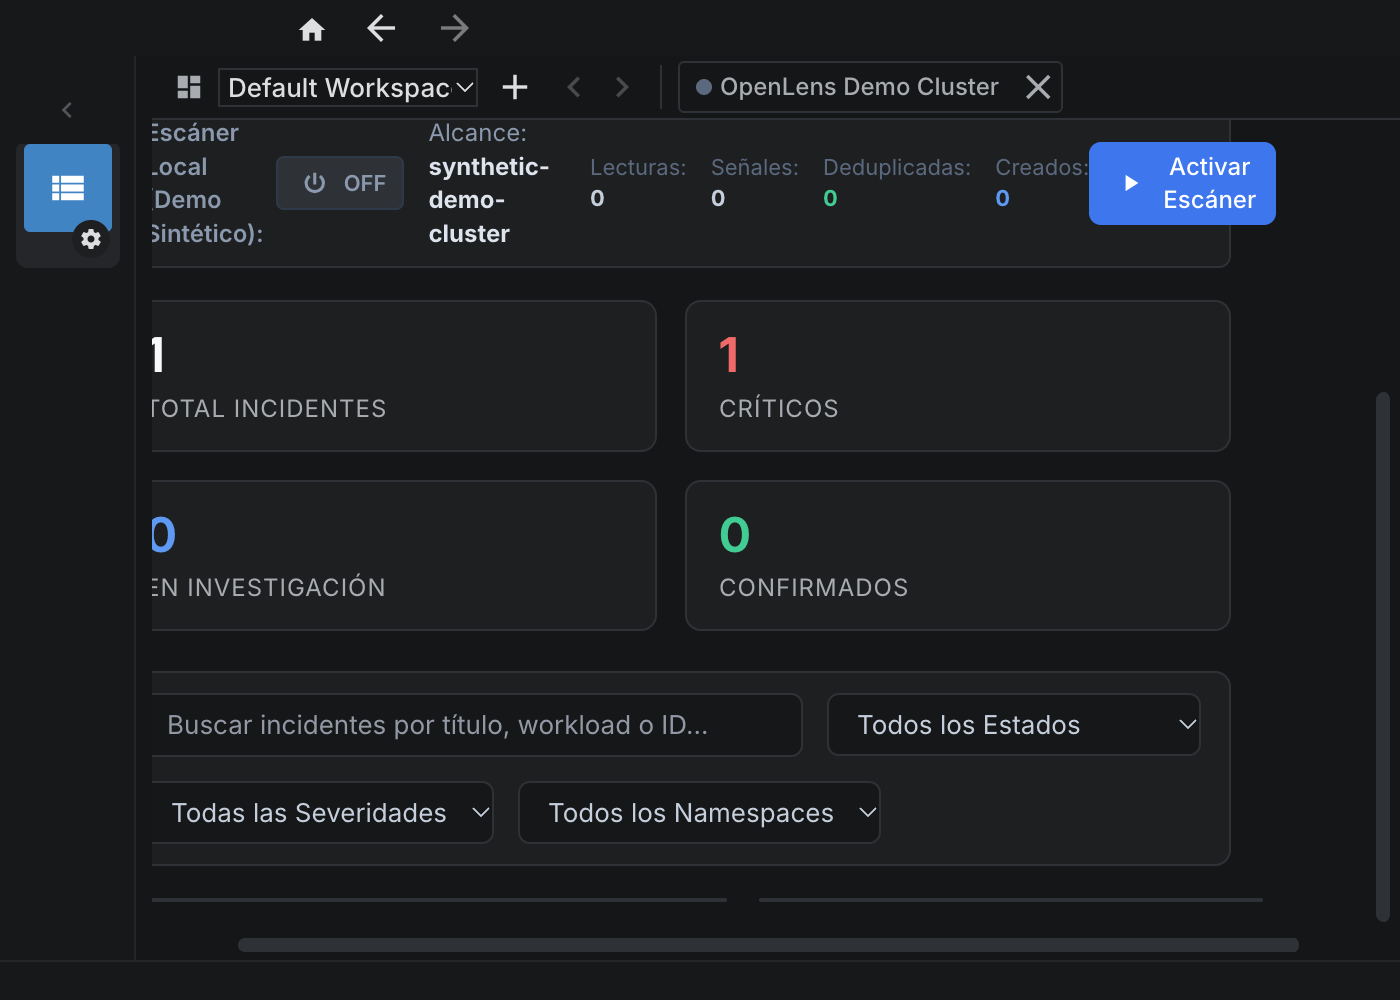 Default Workspac
OpenLens Demo Cluster
Escáner
Local
(Demo
Sintético):
OFF
Alcance:
synthetic-
demo-
cluster
Lecturas:
0
Señales:
0
Deduplicadas:
0
Creados:
0
Activar
Escáner
1
TOTAL INCIDENTES
1
CRÍTICOS
0
EN INVESTIGACIÓN
0
CONFIRMADOS
Buscar incidentes por título, workload o ID...
Todos los Estados
Todas las Severidades
Todos los Namespaces